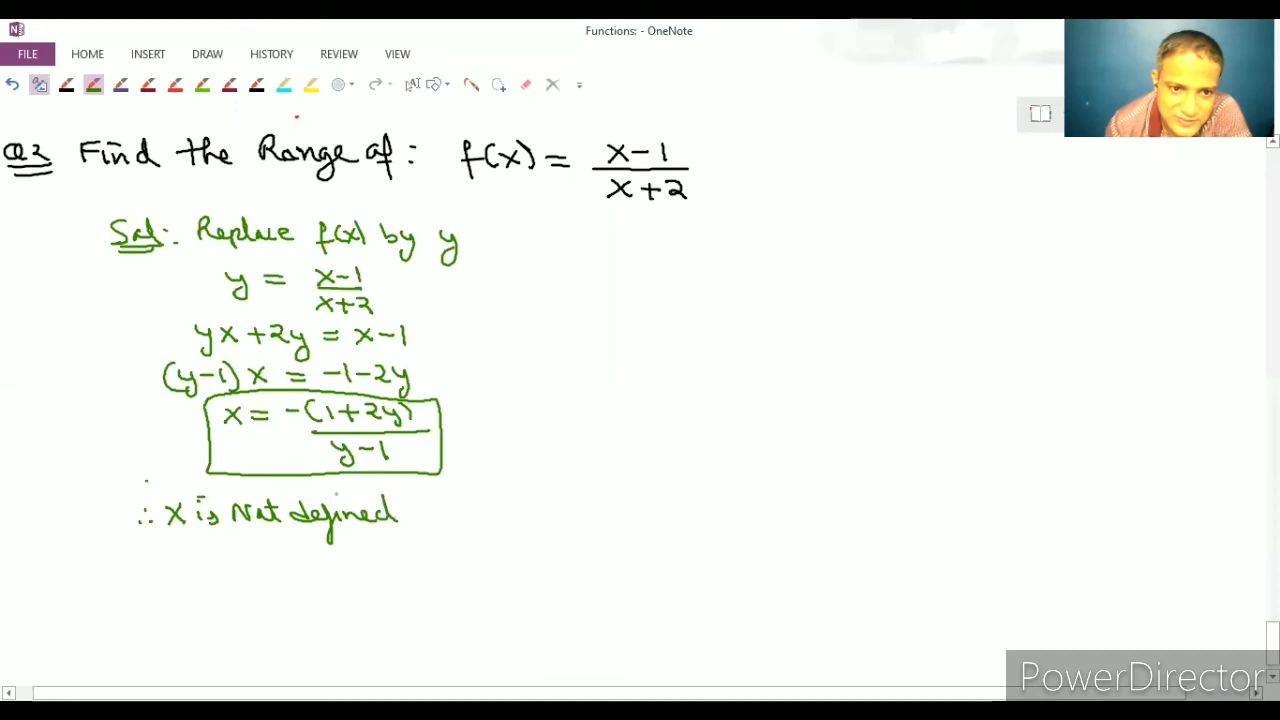 Functions: - OneNote
FILE HOME INSERT DRAW HISTORY REVIEW VIEW
Q2 Find the Range of: f(x) = x-1 / x+2
Sol: Replace f(x) by y
y = x-1 / x+2
yx+2y = x-1
(y-1)x = -1-2y
x = -(1+2y) / y-1
∴ x is Not defined
PowerDirector